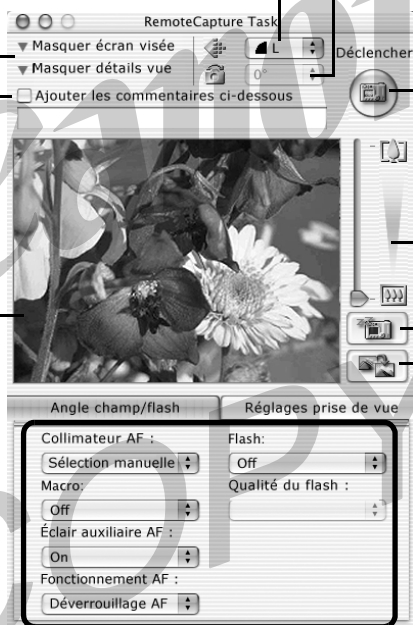 RemoteCapture Task
Masquer écran visée
L
Déclencher
Masquer détails vue
0°
Ajouter les commentaires ci-dessous
Angle champ/flash
Réglages prise de vue
Collimateur AF :
Flash:
Sélection manuelle
Off
Macro:
Qualité du flash :
Off
Éclair auxiliaire AF :
On
Fonctionnement AF :
Déverrouillage AF
COPY